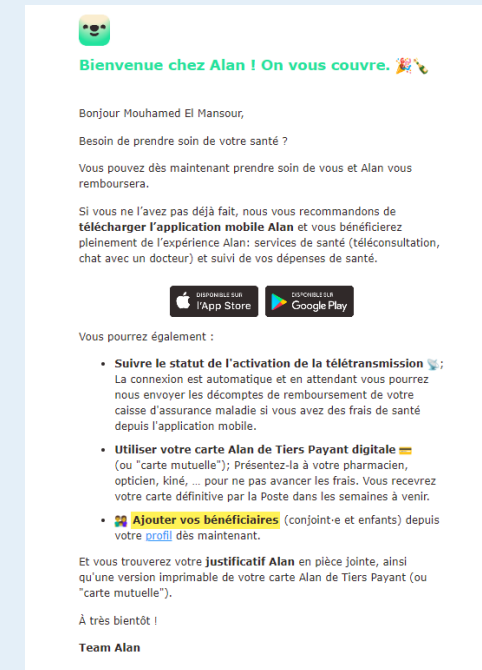 Bienvenue chez Alan ! On vous couvre. 🎉🍾
Bonjour Mouhamed El Mansour,
Besoin de prendre soin de votre santé ?
Vous pouvez dès maintenant prendre soin de vous et Alan vous
remboursera.
Si vous ne l'avez pas déjà fait, nous vous recommandons de
télécharger l'application mobile Alan et vous bénéficierez
pleinement de l'expérience Alan: services de santé (téléconsultation,
chat avec un docteur) et suivi de vos dépenses de santé.
DISPONIBLE SUR
l'App Store
DISPONIBLE SUR
Google Play
Vous pourrez également :
• Suivre le statut de l'activation de la télétransmission 📡;
La connexion est automatique et en attendant vous pourrez
nous envoyer les décomptes de remboursement de votre
caisse d'assurance maladie si vous avez des frais de santé
depuis l'application mobile.
• Utiliser votre carte Alan de Tiers Payant digitale 💳
(ou "carte mutuelle"); Présentez-la à votre pharmacien,
opticien, kiné, ... pour ne pas avancer les frais. Vous recevrez
votre carte définitive par la Poste dans les semaines à venir.
• 👫 Ajouter vos bénéficiaires (conjoint·e et enfants) depuis
votre profil dès maintenant.
Et vous trouverez votre justificatif Alan en pièce jointe, ainsi
qu'une version imprimable de votre carte Alan de Tiers Payant (ou
"carte mutuelle").
À très bientôt !
Team Alan